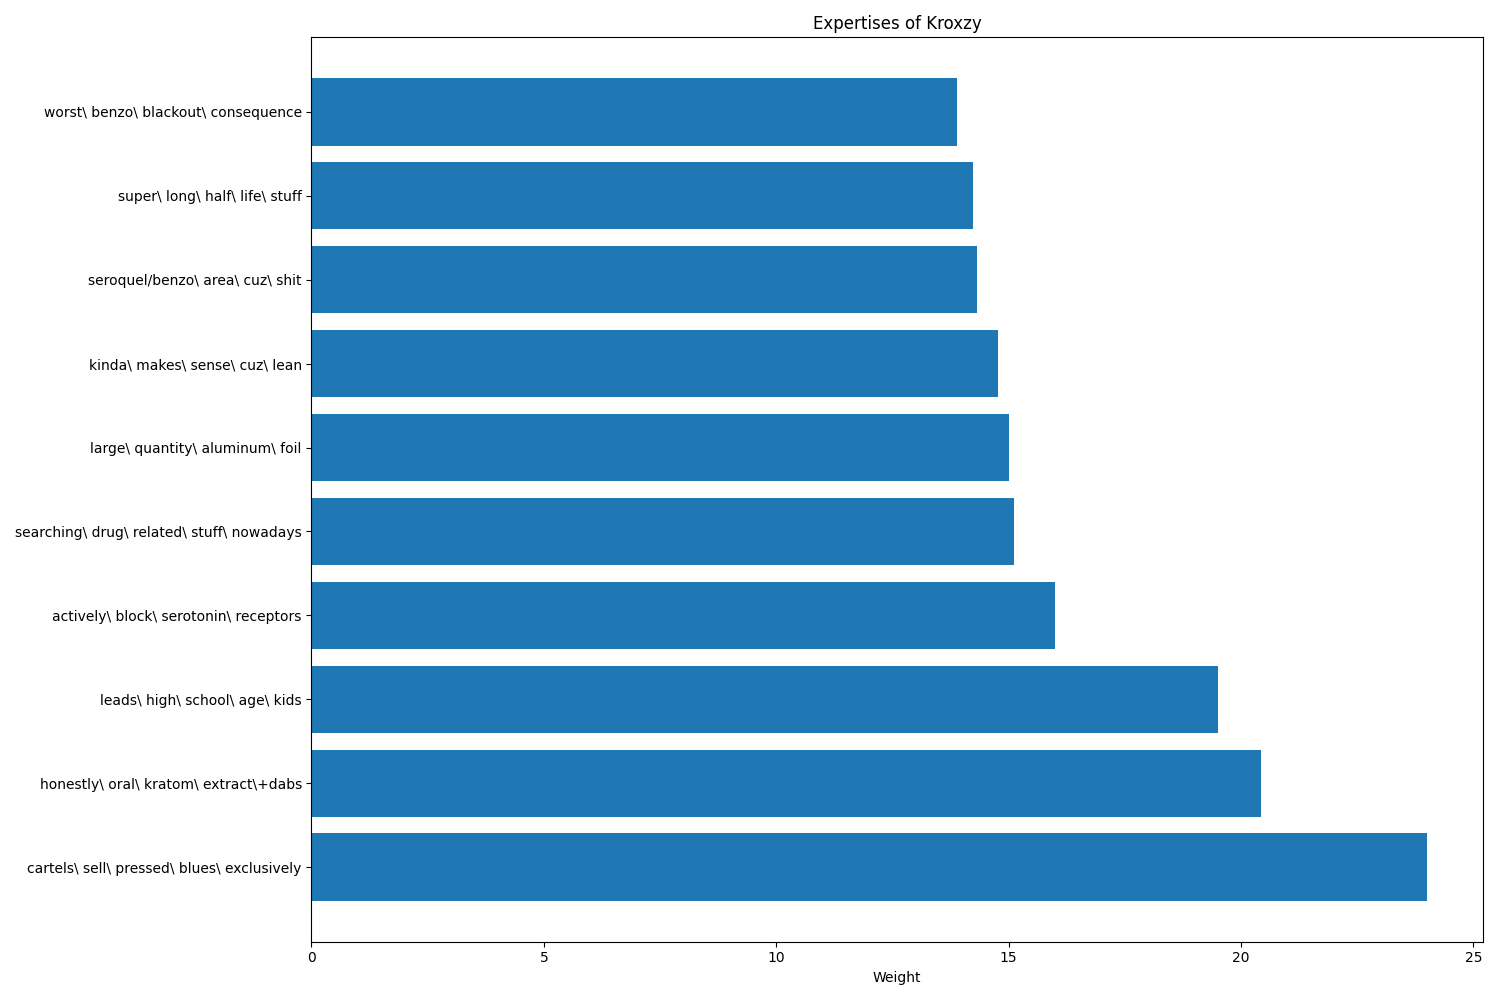 Expertises of Kroxzy
worst\ benzo\ blackout\ consequence
super\ long\ half\ life\ stuff
seroquel/benzo\ area\ cuz\ shit
kinda\ makes\ sense\ cuz\ lean
large\ quantity\ aluminum\ foil
searching\ drug\ related\ stuff\ nowadays
actively\ block\ serotonin\ receptors
leads\ high\ school\ age\ kids
honestly\ oral\ kratom\ extract\+dabs
cartels\ sell\ pressed\ blues\ exclusively
0 5 10 15 20 25
Weight